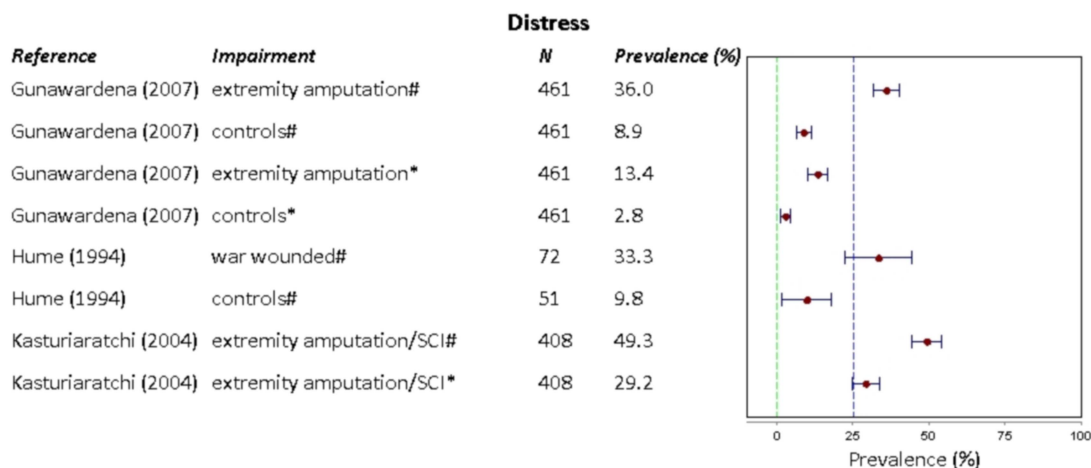 Distress
Reference Impairment N Prevalence (%)
Gunawardena (2007) extremity amputation# 461 36.0
Gunawardena (2007) controls# 461 8.9
Gunawardena (2007) extremity amputation* 461 13.4
Gunawardena (2007) controls* 461 2.8
Hume (1994) war wounded# 72 33.3
Hume (1994) controls# 51 9.8
Kasturiaratchi (2004) extremity amputation/SCI# 408 49.3
Kasturiaratchi (2004) extremity amputation/SCI* 408 29.2
0 25 50 75 100
Prevalence (%)